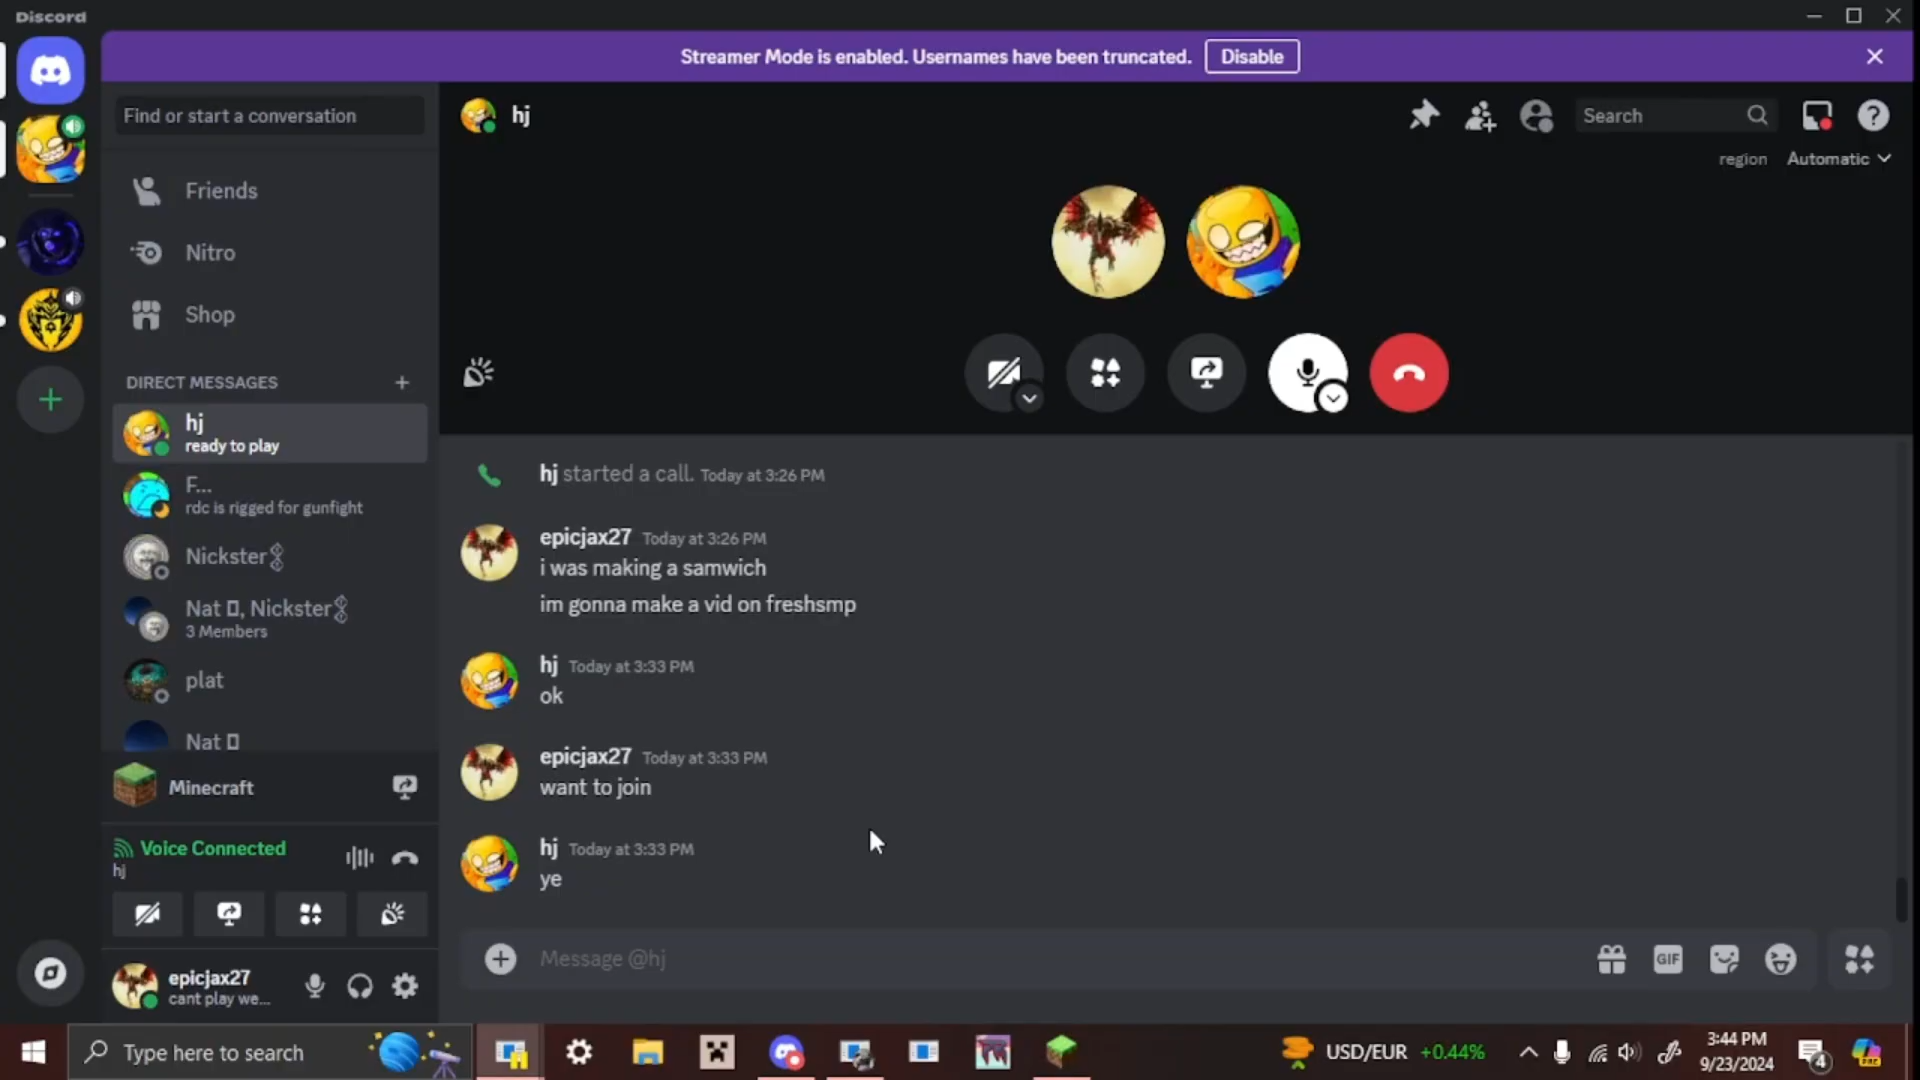 Discord
Streamer Mode is enabled. Usernames have been truncated.
Disable
Find or start a conversation
hj
Search
region
Automatic
Friends
Nitro
Shop
DIRECT MESSAGES
hj
ready to play
F...
rdc is rigged for gunfight
Nickster
Nat, Nickster
3 Members
plat
Nat
Minecraft
Voice Connected
hj
epicjax27
cant play we...
hj started a call. Today at 3:26 PM
epicjax27 Today at 3:26 PM
i was making a samwich
im gonna make a vid on freshsmp
hj Today at 3:33 PM
ok
epicjax27 Today at 3:33 PM
want to join
hj Today at 3:33 PM
ye
Message @hj
GIF
Type here to search
USD/EUR +0.44%
3:44 PM
9/23/2024
4